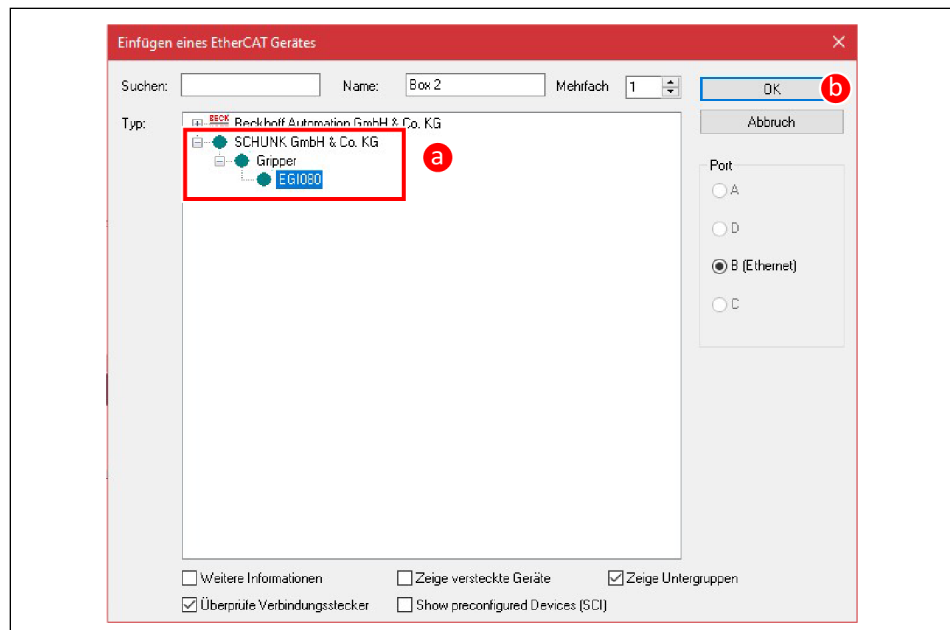 Einfügen eines EtherCAT Gerätes
Suchen: Name: Box 2 Mehrfach 1 OK b
Typ: BECK Beckhoff Automation GmbH & Co. KG Abbruch
SCHUNK GmbH & Co. KG
Gripper a
EGI080
Port
A
D
B (Ethernet)
C
Weitere Informationen Zeige versteckte Geräte Zeige Untergruppen
Überprüfe Verbindungsstecker Show preconfigured Devices (SCI)